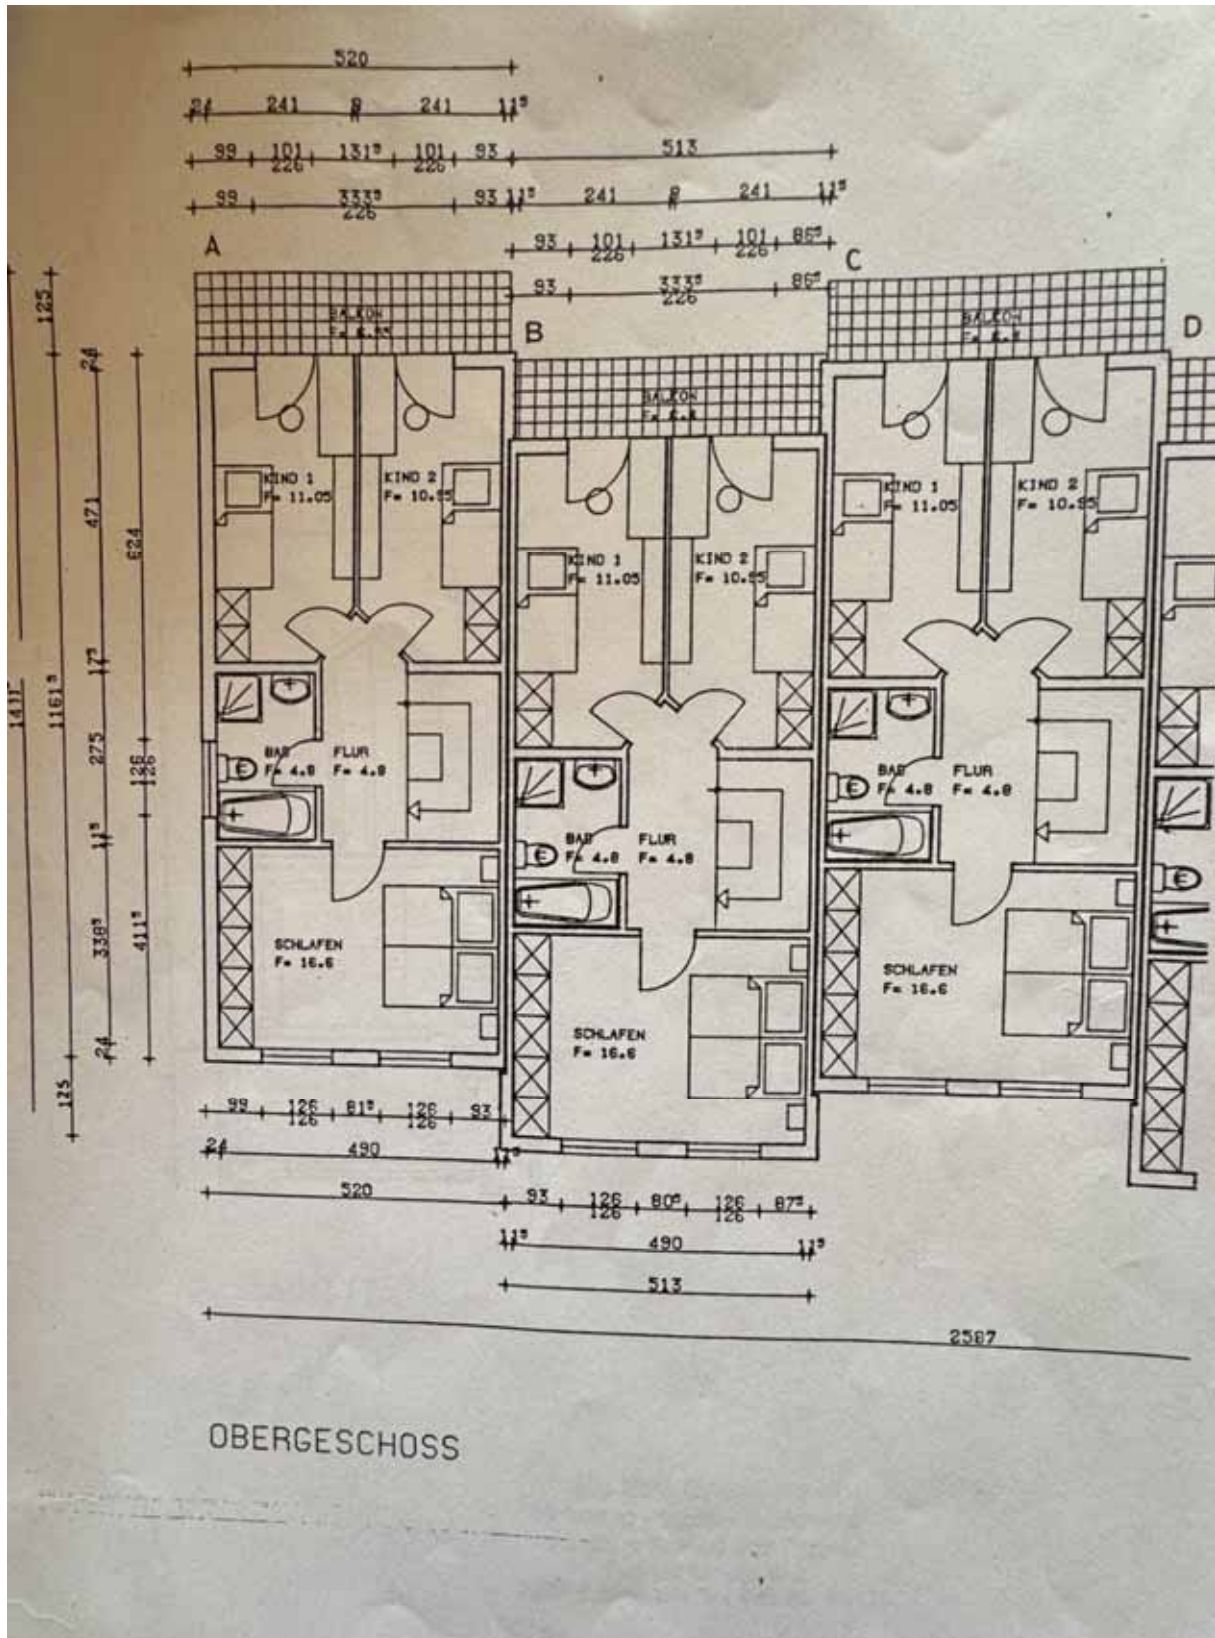 520
24 241 8 241 11⁵
99 101 131⁵ 101 93 513
226 226
99 333⁵ 93 11⁵ 241 8 241 11⁵
226
93 101 131⁵ 101 86⁵
226 226
A
C
93 333⁵ 86⁵
226
125
BALKON
BALKON
B
D
24
BALKON
KIND 1
F= 11.05
KIND 2
F= 10.95
KIND 1
F= 11.05
KIND 2
F= 10.95
471
624
KIND 1
F= 11.05
KIND 2
F= 10.95
17⁵
1411
1161⁵
275
126
126
BAD
F= 4.8
FLUR
F= 4.8
BAD
F= 4.8
FLUR
F= 4.8
11⁵
BAD
F= 4.8
FLUR
F= 4.8
338⁵
411⁵
SCHLAFEN
F= 16.6
SCHLAFEN
F= 16.6
SCHLAFEN
F= 16.6
24
125
99 126 81⁵ 126 93
126 126
24 490 11⁵
520 93 126 80⁵ 126 87⁵
126 126
11⁵ 490 11⁵
513
2587
OBERGESCHOSS